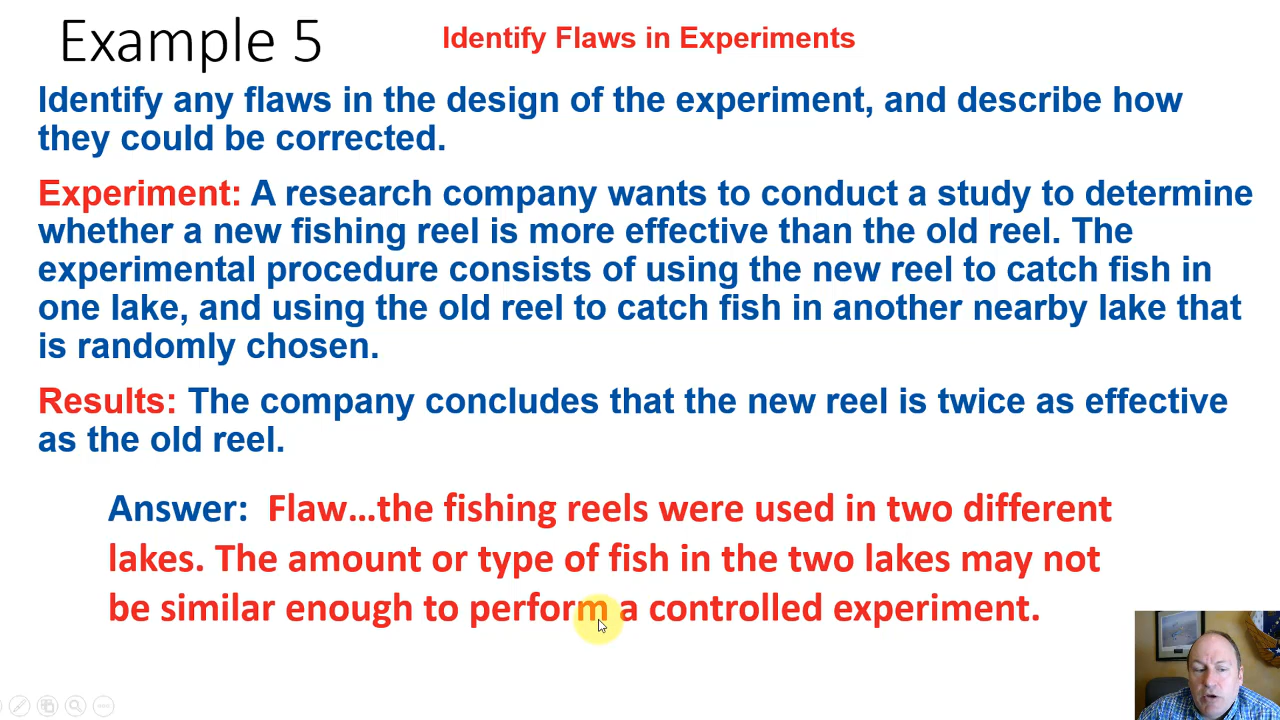 Example 5
Identify Flaws in Experiments
Identify any flaws in the design of the experiment, and describe how
they could be corrected.
Experiment: A research company wants to conduct a study to determine
whether a new fishing reel is more effective than the old reel. The
experimental procedure consists of using the new reel to catch fish in
one lake, and using the old reel to catch fish in another nearby lake that
is randomly chosen.
Results: The company concludes that the new reel is twice as effective
as the old reel.
Answer: Flaw…the fishing reels were used in two different
lakes. The amount or type of fish in the two lakes may not
be similar enough to perform a controlled experiment.